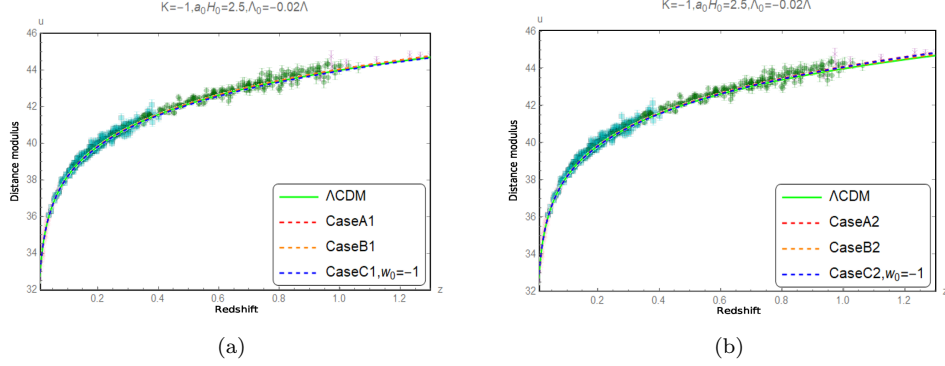 K=−1,a₀H₀=2.5,Λ₀=−0.02Λ
u
46
44
42
40
38
36
34
32
Distance modulus
ΛCDM
CaseA1
CaseB1
CaseC1,w₀=−1
0.2 0.4 0.6 0.8 1.0 1.2 z
Redshift
(a)
K=−1,a₀H₀=2.5,Λ₀=−0.02Λ
u
46
44
42
40
38
36
34
32
Distance modulus
ΛCDM
CaseA2
CaseB2
CaseC2,w₀=−1
0.2 0.4 0.6 0.8 1.0 1.2 z
Redshift
(b)